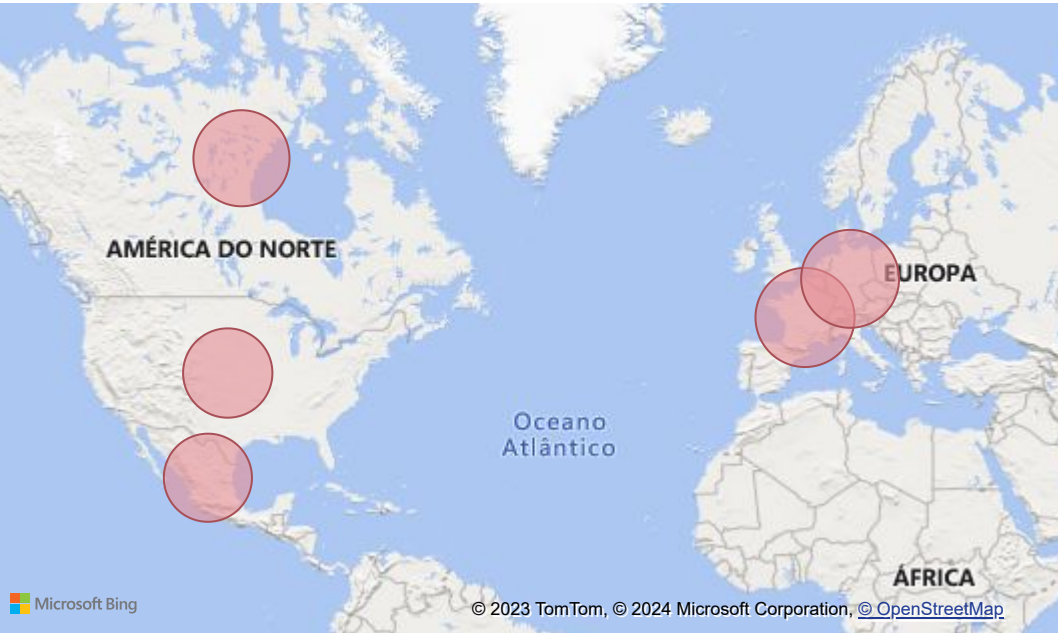 AMÉRICA DO NORTE
EUROPA
Oceano
Atlântico
ÁFRICA
Microsoft Bing
© 2023 TomTom, © 2024 Microsoft Corporation, © OpenStreetMap